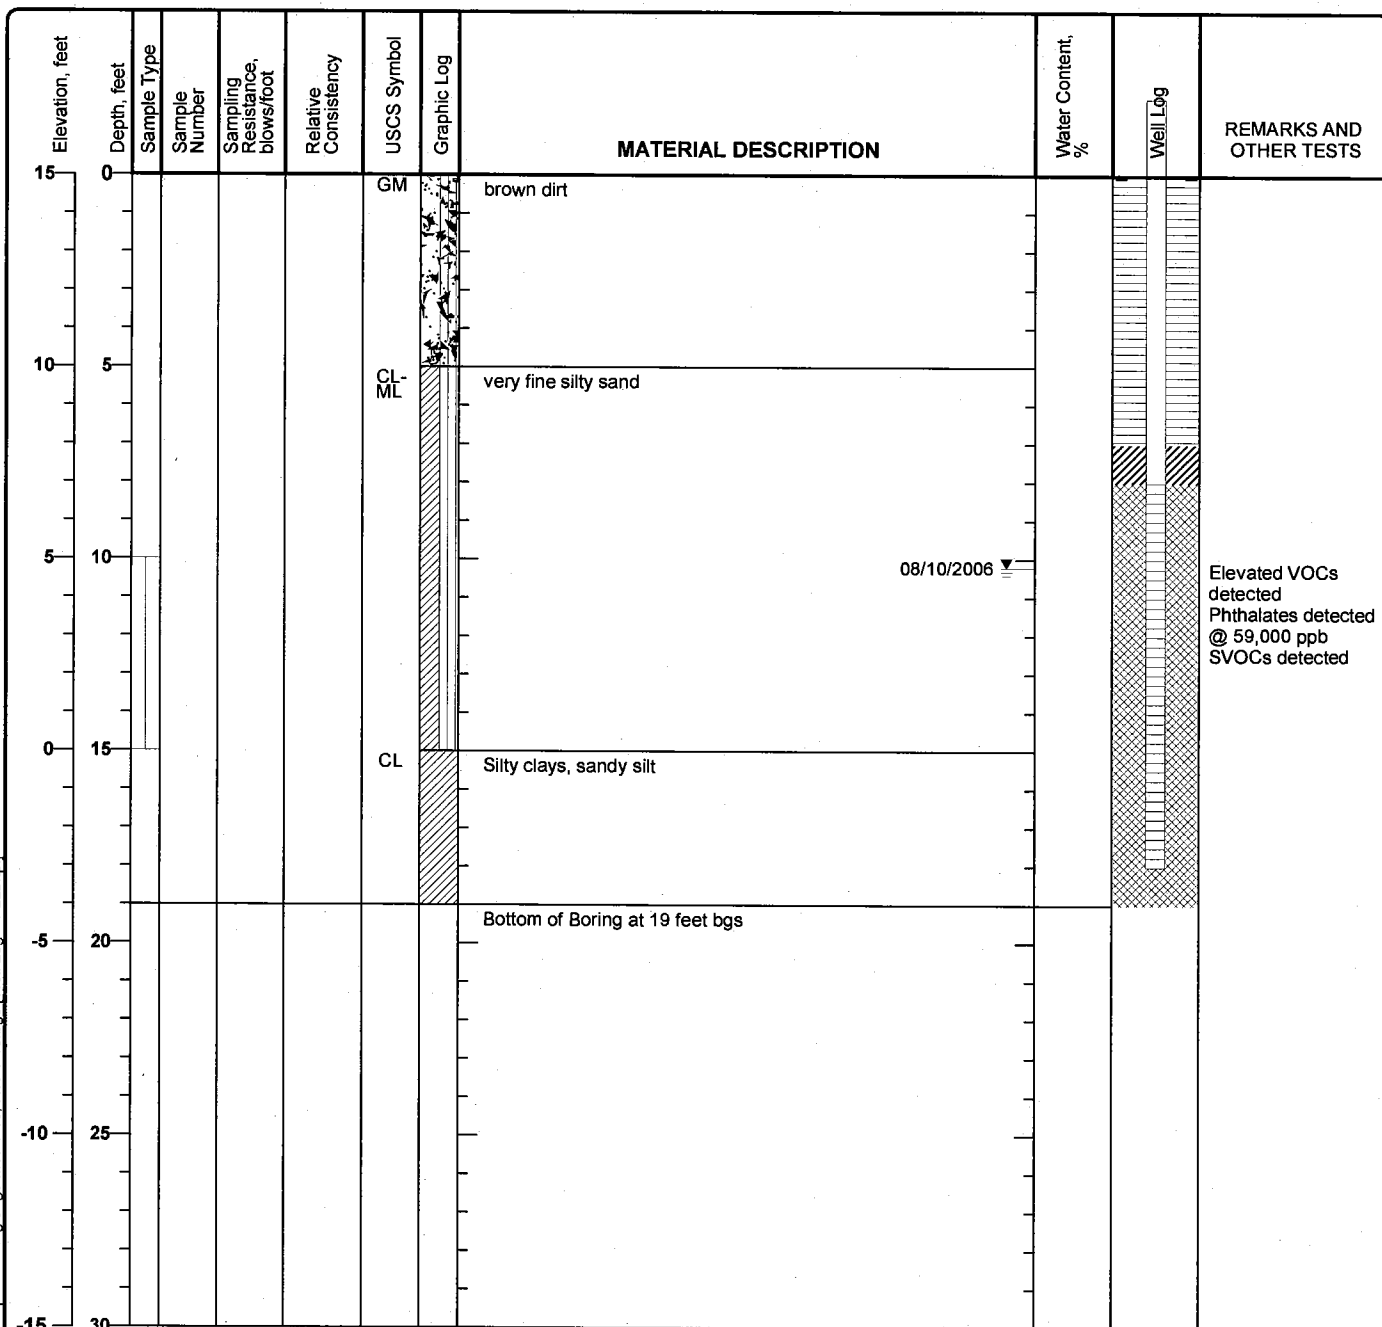 Elevation, feet
Depth, feet
Sample Type
Sample
Number
Sampling
Resistance,
blows/foot
Relative
Consistency
USCS Symbol
Graphic Log
MATERIAL DESCRIPTION
Water Content,
%
Well Log
REMARKS AND
OTHER TESTS
15 0
GM brown dirt
10 5
CL-
ML
very fine silty sand
5 10
08/10/2006
Elevated VOCs
detected
Phthalates detected
@ 59,000 ppb
SVOCs detected
0 15
CL Silty clays, sandy silt
Bottom of Boring at 19 feet bgs
-5 20
-10 25
-15 30